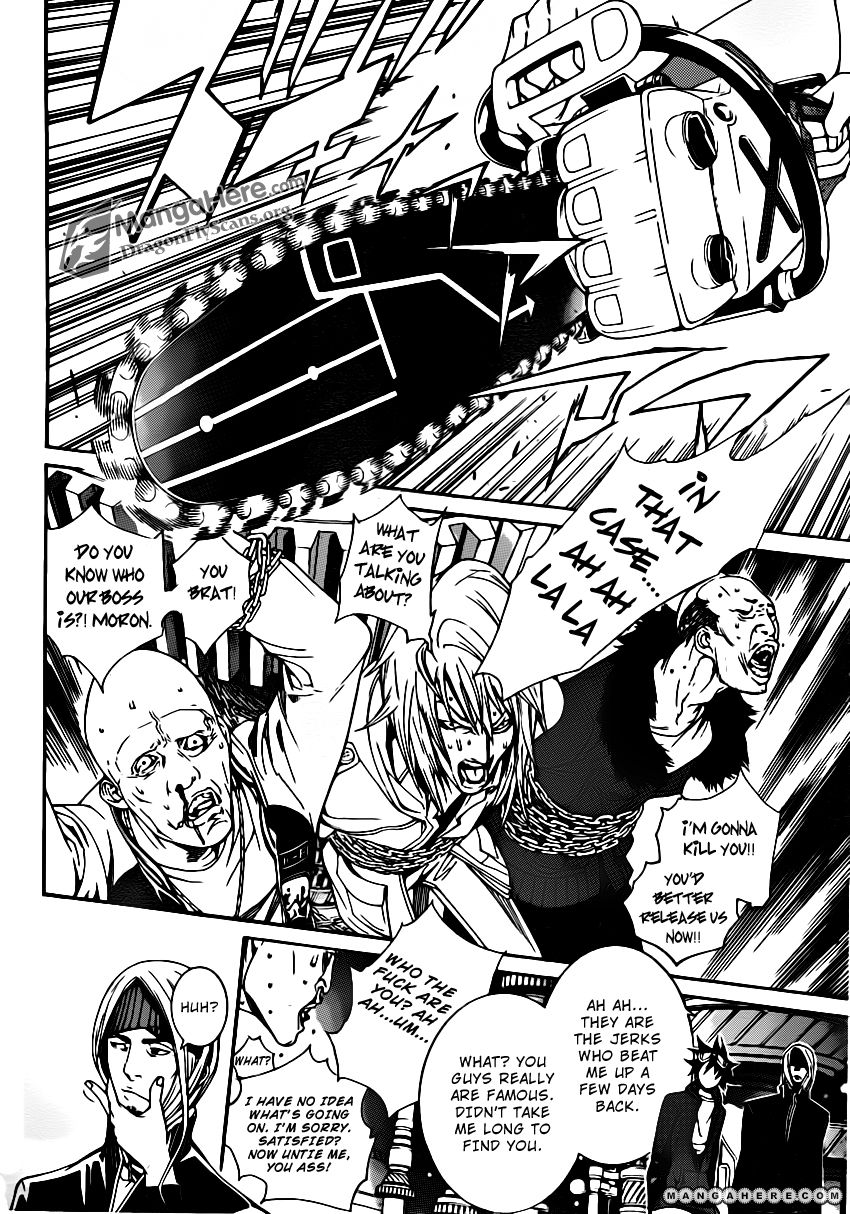 MangaHere.com
DragonFlyScans.org
IN
THAT
CASE...
AH AH
LA LA
WHAT
ARE YOU
TALKING
ABOUT?
YOU
BRAT!
DO YOU
KNOW WHO
OUR BOSS
IS?! MORON.
I'M GONNA
KILL YOU!!
YOU'D
BETTER
RELEASE US
NOW!!
AH AH...
THEY ARE
THE JERKS
WHO BEAT
ME UP A
FEW DAYS
BACK.
WHAT? YOU
GUYS REALLY
ARE FAMOUS.
DIDN'T TAKE
ME LONG TO
FIND YOU.
WHO THE
FUCK ARE
YOU? AH
AH...UM...
WHAT?
I HAVE NO IDEA
WHAT'S GOING
ON. I'M SORRY.
SATISFIED?
NOW UNTIE ME,
YOU ASS!
HUH?
MANGAHERE.COM